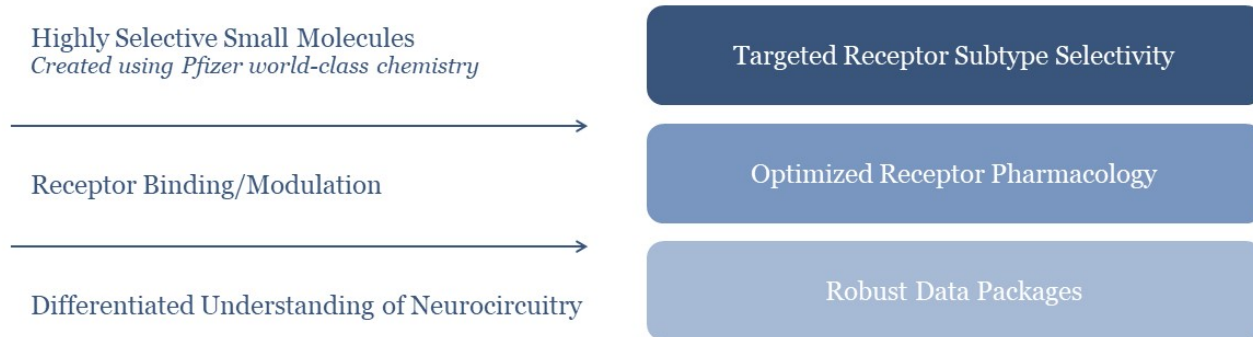 Highly Selective Small Molecules
Created using Pfizer world-class chemistry
Targeted Receptor Subtype Selectivity
Receptor Binding/Modulation
Optimized Receptor Pharmacology
Differentiated Understanding of Neurocircuitry
Robust Data Packages